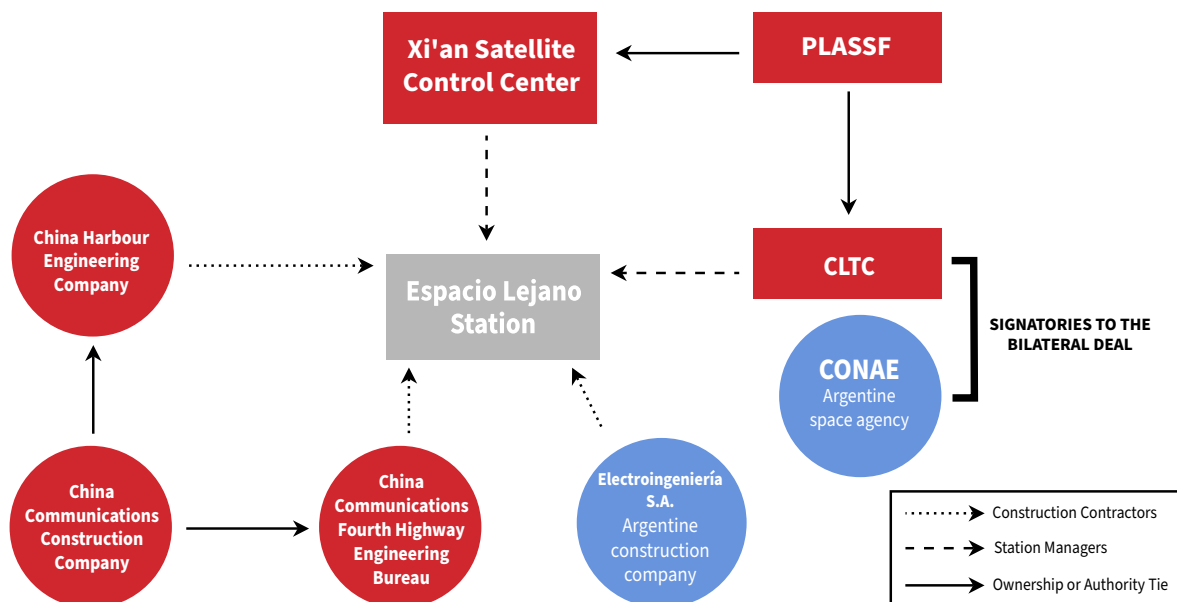 Xi'an Satellite
Control Center
PLASSF
China Harbour
Engineering
Company
Espacio Lejano
Station
CLTC
CONAE
Argentine
space agency
SIGNATORIES TO THE
BILATERAL DEAL
China
Communications
Construction
Company
China
Communications
Fourth Highway
Engineering
Bureau
Electroingeniería
S.A.
Argentine
construction
company
Construction Contractors
Station Managers
Ownership or Authority Tie